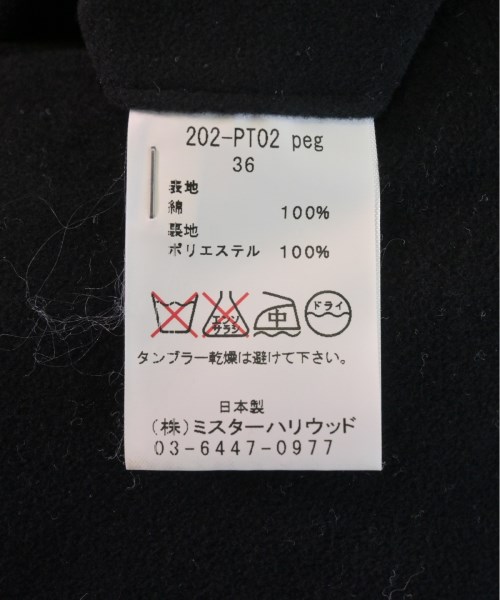 202-PT02 peg
36
表地
綿 100%
裏地
ポリエステル 100%
エンソ
サラシ
中
ドライ
タンブラー乾燥は避けて下さい。
日本製
(株)ミスターハリウッド
03-6447-0977